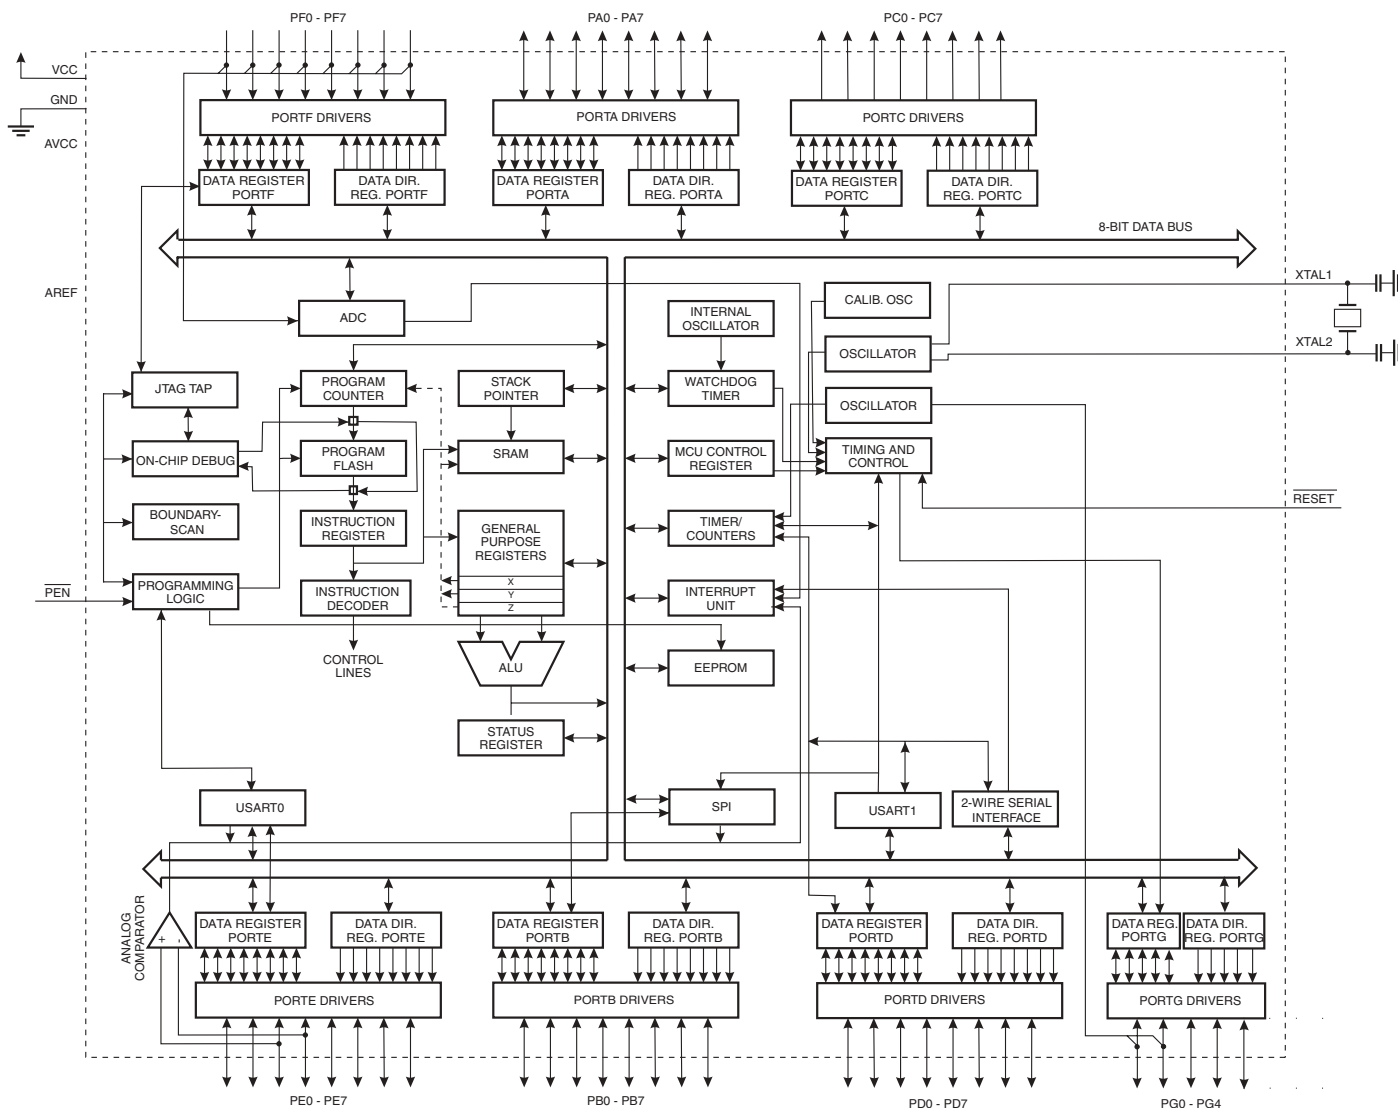 PF0 - PF7
PA0 - PA7
PC0 - PC7
VCC
GND
AVCC
PORTF DRIVERS
PORTA DRIVERS
PORTC DRIVERS
DATA REGISTER
PORTF
DATA DIR.
REG. PORTF
DATA REGISTER
PORTA
DATA DIR.
REG. PORTA
DATA REGISTER
PORTC
DATA DIR.
REG. PORTC
8-BIT DATA BUS
AREF
XTAL1
XTAL2
ADC
INTERNAL
OSCILLATOR
CALIB. OSC
OSCILLATOR
JTAG TAP
PROGRAM
COUNTER
STACK
POINTER
WATCHDOG
TIMER
OSCILLATOR
ON-CHIP DEBUG
PROGRAM
FLASH
SRAM
MCU CONTROL
REGISTER
TIMING AND
CONTROL
RESET
BOUNDARY-
SCAN
INSTRUCTION
REGISTER
GENERAL
PURPOSE
REGISTERS
X
Y
Z
TIMER/
COUNTERS
PEN
PROGRAMMING
LOGIC
INSTRUCTION
DECODER
INTERRUPT
UNIT
CONTROL
LINES
ALU
EEPROM
STATUS
REGISTER
USART0
SPI
USART1
2-WIRE SERIAL
INTERFACE
ANALOG
COMPARATOR
+
-
DATA REGISTER
PORTE
DATA DIR.
REG. PORTE
DATA REGISTER
PORTB
DATA DIR.
REG. PORTB
DATA REGISTER
PORTD
DATA DIR.
REG. PORTD
DATA REG.
PORTG
DATA DIR.
REG. PORTG
PORTE DRIVERS
PORTB DRIVERS
PORTD DRIVERS
PORTG DRIVERS
PE0 - PE7
PB0 - PB7
PD0 - PD7
PG0 - PG4